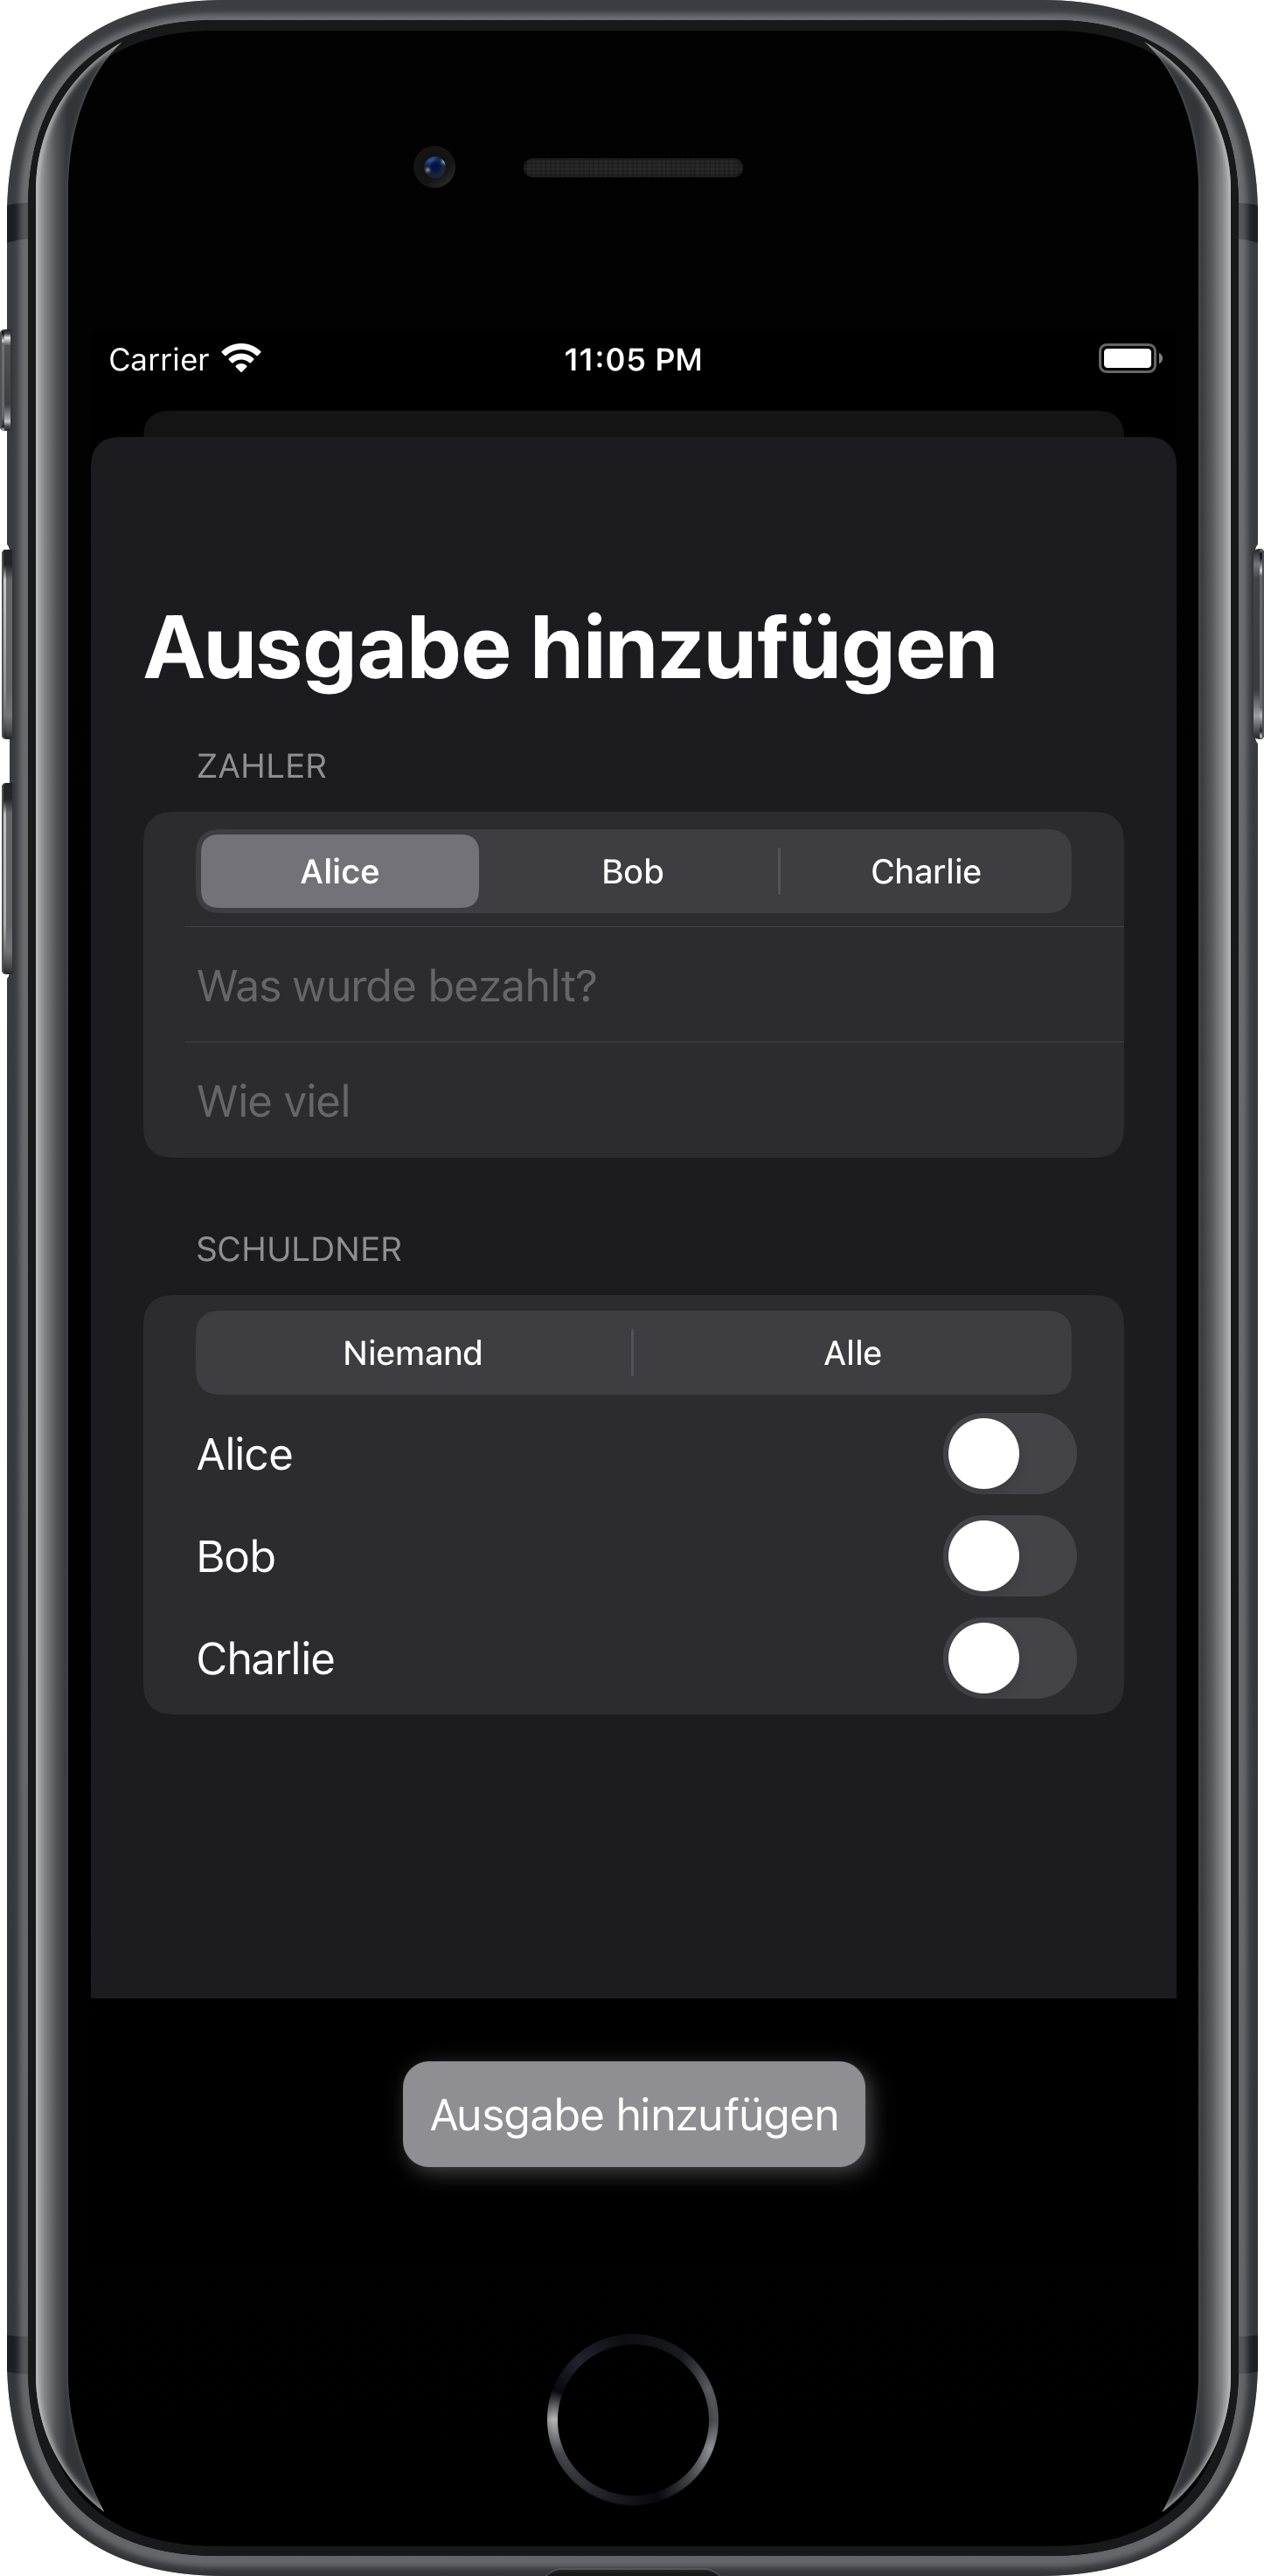 Carrier 11:05 PM
Ausgabe hinzufügen
ZAHLER
Alice Bob Charlie
Was wurde bezahlt?
Wie viel
SCHULDNER
Niemand Alle
Alice
Bob
Charlie
Ausgabe hinzufügen